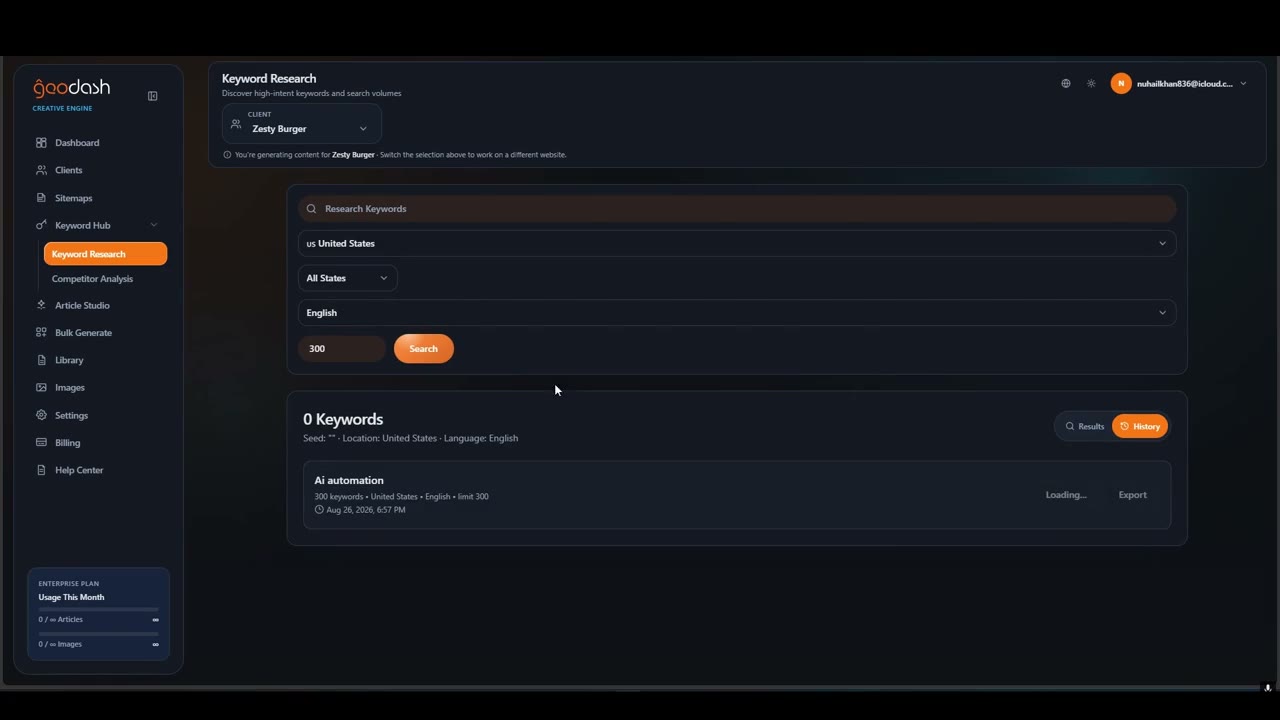 geodash
CREATIVE ENGINE
Dashboard
Clients
Sitemaps
Keyword Hub
Keyword Research
Competitor Analysis
Article Studio
Bulk Generate
Library
Images
Settings
Billing
Help Center
ENTERPRISE PLAN
Usage This Month
0 / ∞ Articles ∞
0 / ∞ Images ∞
Keyword Research
Discover high-intent keywords and search volumes
N nuhailkhan836@icloud.c...
CLIENT
Zesty Burger
You're generating content for Zesty Burger · Switch the selection above to work on a different website.
Research Keywords
US United States
All States
English
300 Search
0 Keywords
Seed: "" · Location: United States · Language: English
Results History
Ai automation
300 keywords • United States • English • limit 300
Aug 26, 2026, 6:57 PM
Loading... Export